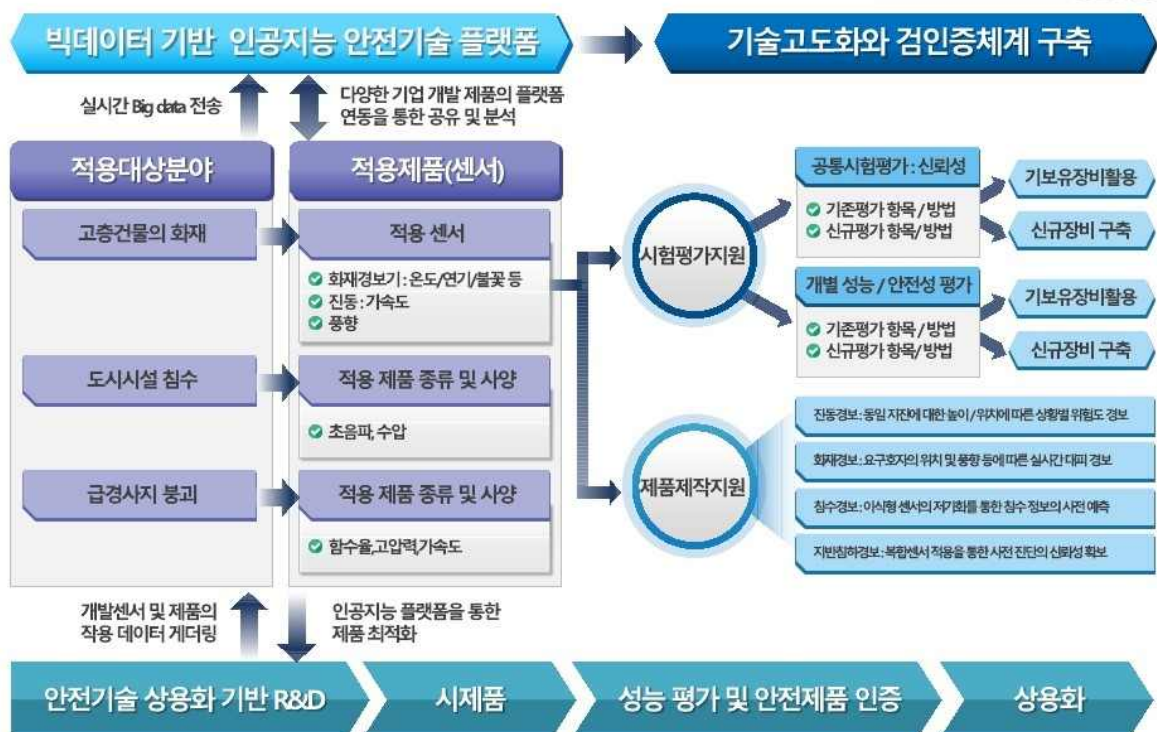 빅데이터 기반 인공지능 안전기술 플랫폼
기술고도화와 검인증체계 구축
실시간 Big data 전송
다양한 기업 개발 제품의 플랫폼
연동을 통한 공유 및 분석
적용대상분야
적용제품(센서)
고층건물의 화재
적용 센서
화재경보기 : 온도/연기/불꽃 등
진동 : 가속도
풍향
도시시설 침수
적용 제품 종류 및 사양
초음파, 수압
급경사지 붕괴
적용 제품 종류 및 사양
함수율,고압력,가속도
시험평가지원
공통시험평가 : 신뢰성
기존평가 항목 / 방법
신규평가 항목 / 방법
기보유장비활용
신규장비 구축
개별 성능 / 안전성 평가
기존평가 항목 / 방법
신규평가 항목/ 방법
기보유장비활용
신규장비 구축
제품제작지원
진동경보 : 동일 지진에 대한 높이 / 위치에 따른 상황별 위험도 경보
화재경보 : 요구호자의 위치 및 풍향 등에 따른 실시간 대피 경보
침수경보 : 이식형 센서의 저가화를 통한 침수 정보의 사전 예측
지반침하경보 : 복합센서 적용을 통한 사전 진단의 신뢰성 확보
개발센서 및 제품의
작용 데이터 게더링
인공지능 플랫폼을 통한
제품 최적화
안전기술 상용화 기반 R&D
시제품
성능 평가 및 안전제품 인증
상용화